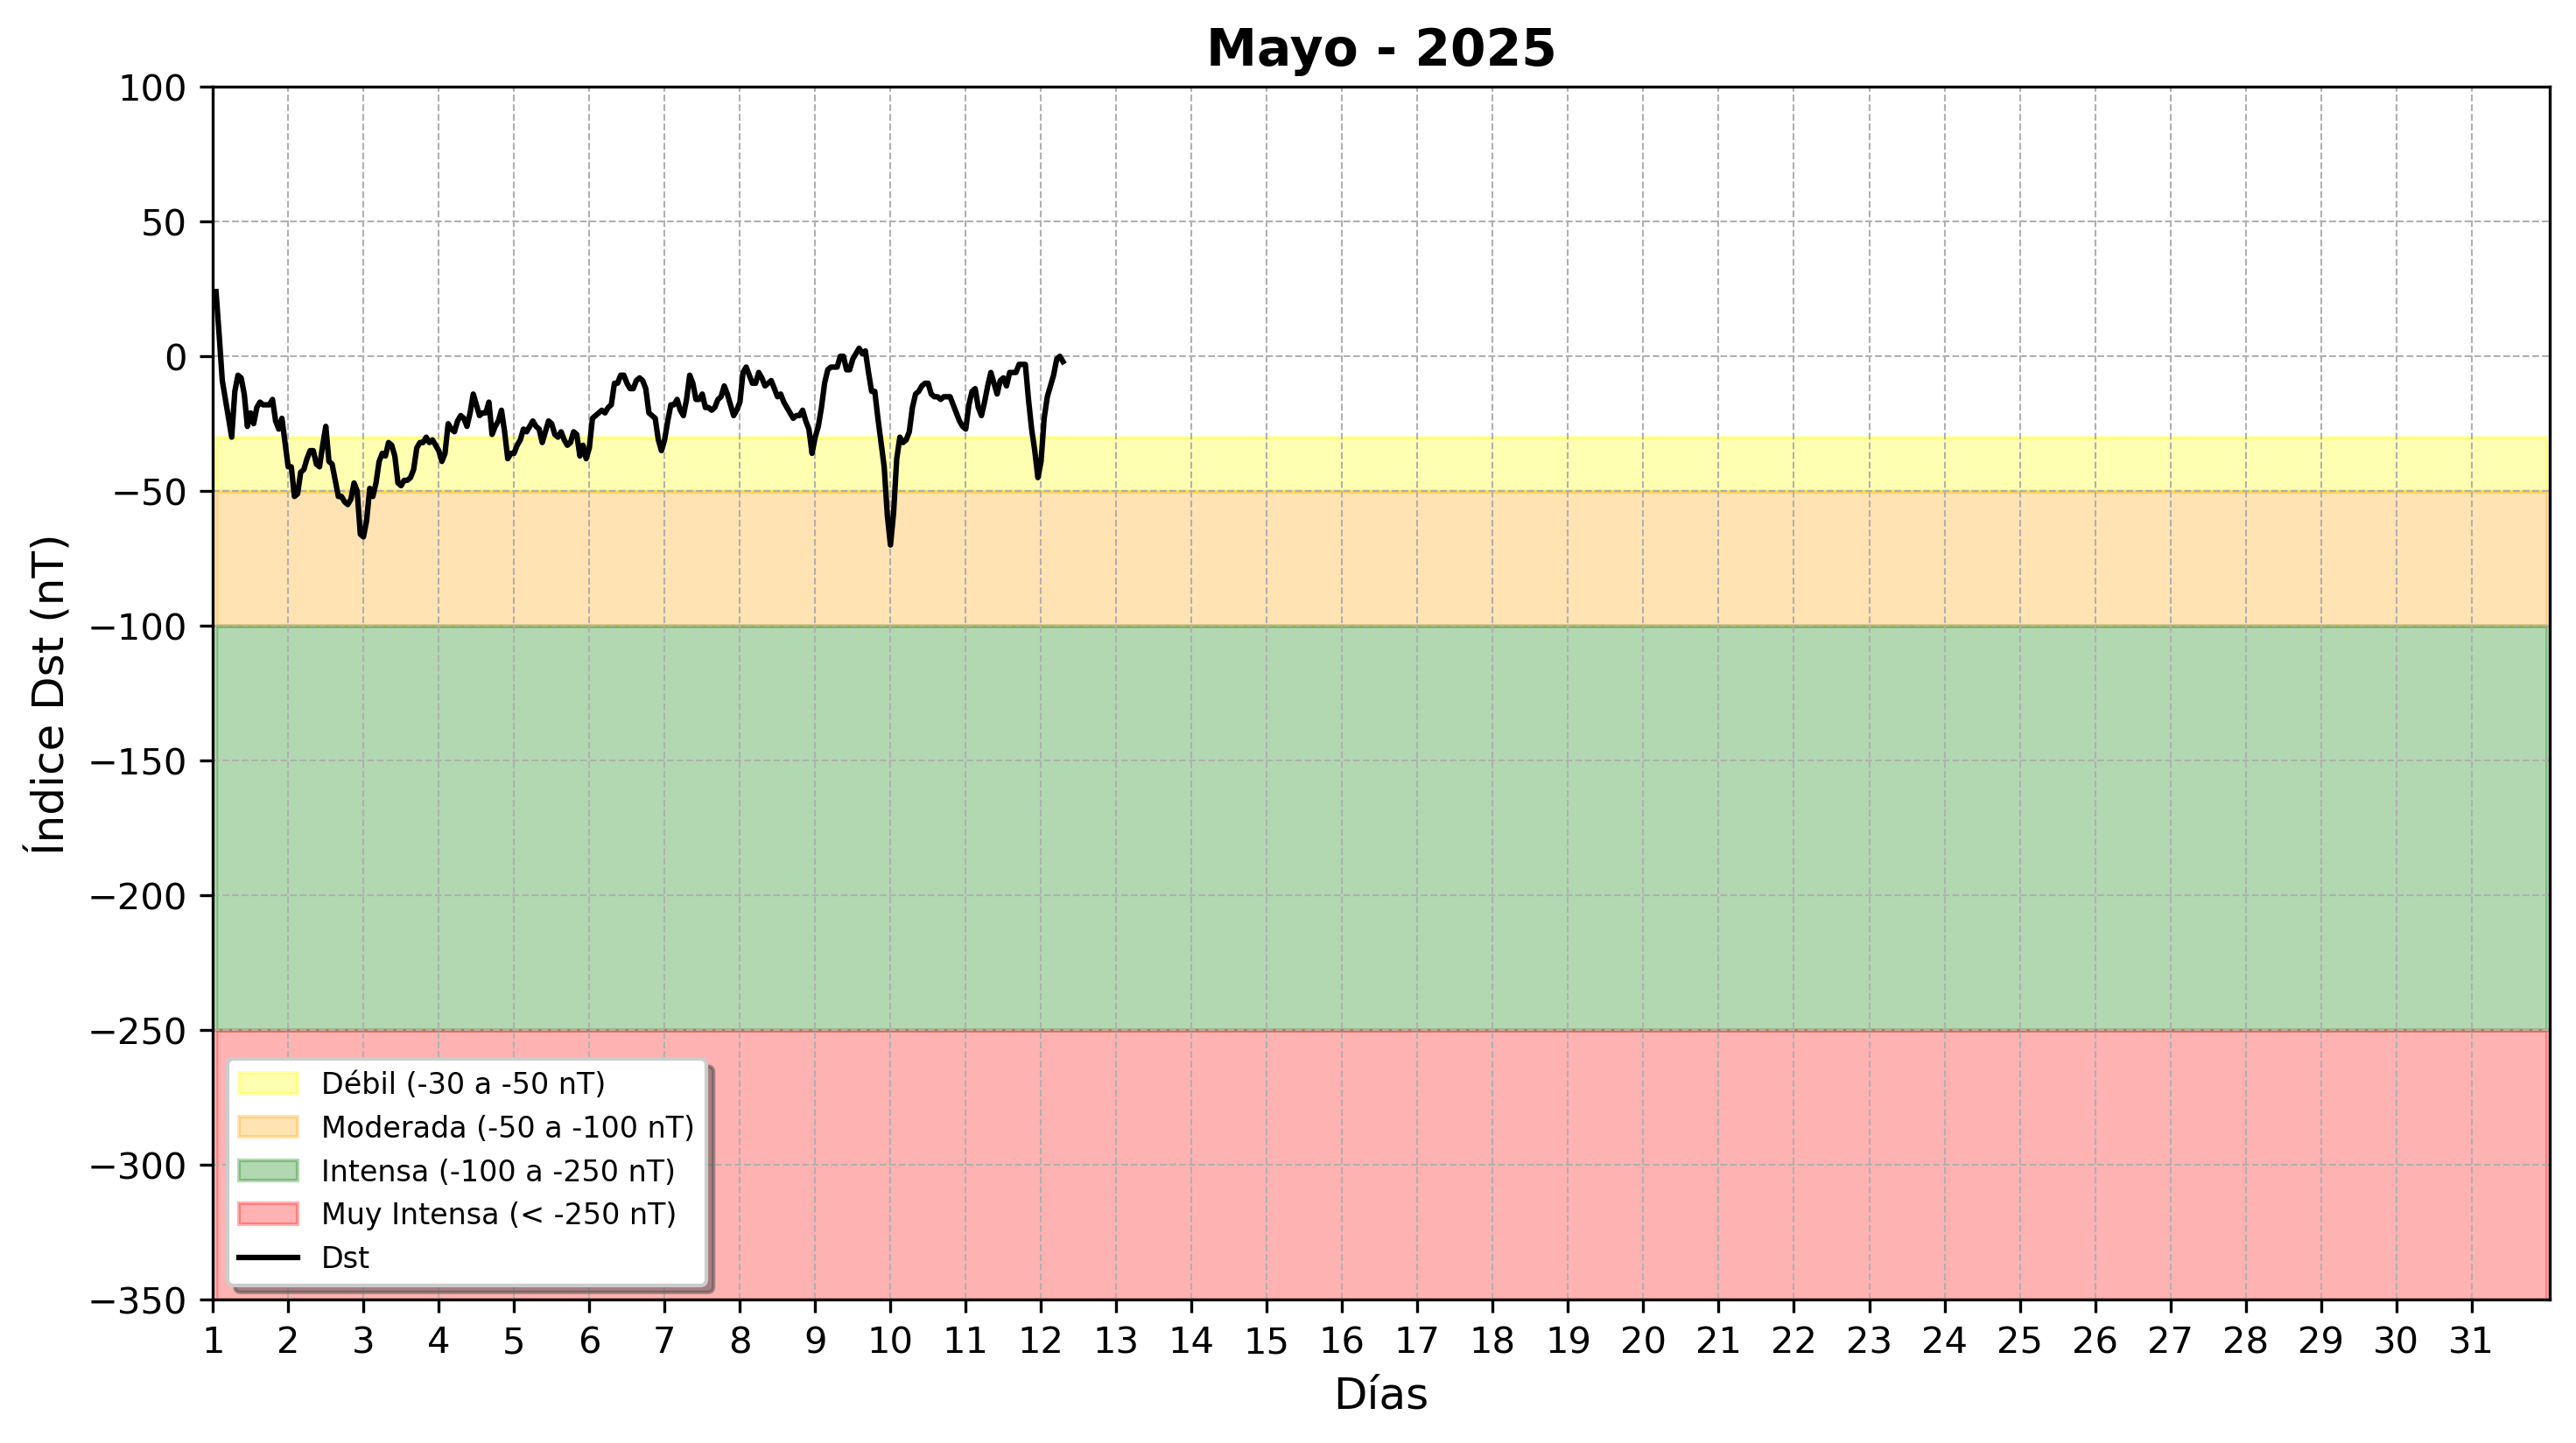 Mayo - 2025
Índice Dst (nT)
100
50
0
−50
−100
−150
−200
−250
−300
−350
Débil (-30 a -50 nT)
Moderada (-50 a -100 nT)
Intensa (-100 a -250 nT)
Muy Intensa (< -250 nT)
Dst
1 2 3 4 5 6 7 8 9 10 11 12 13 14 15 16 17 18 19 20 21 22 23 24 25 26 27 28 29 30 31
Días